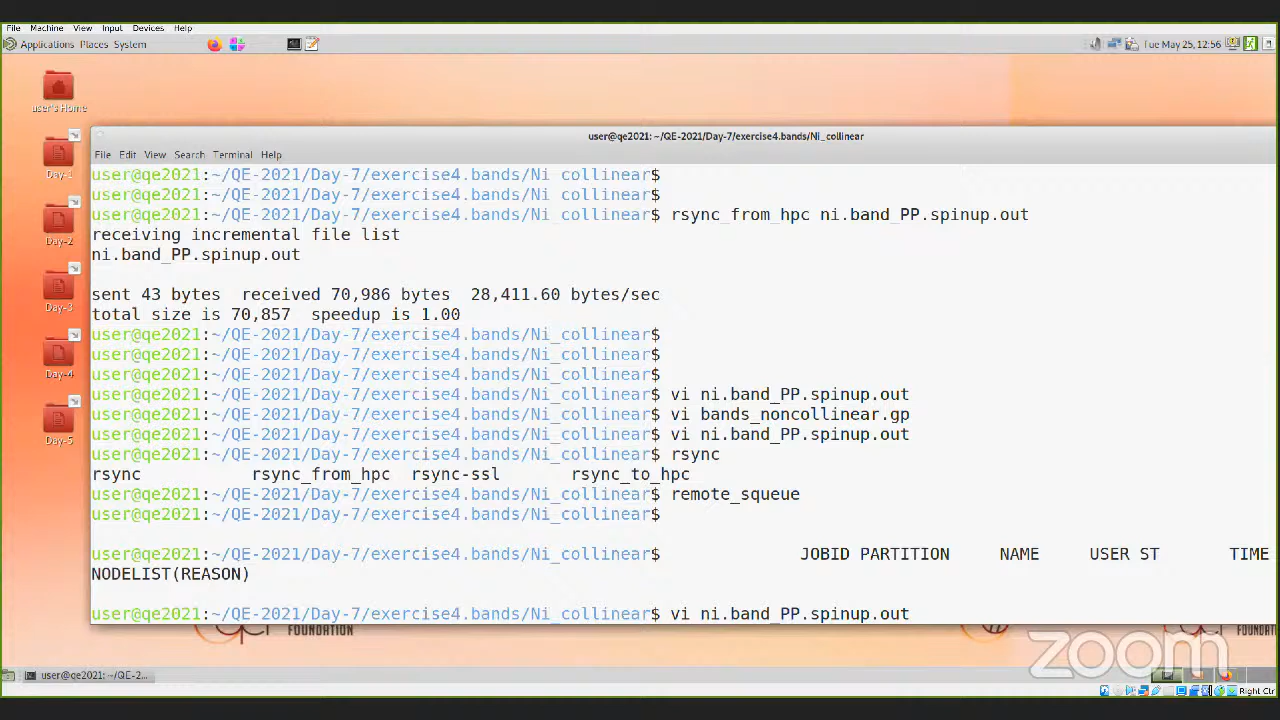 File Machine View Input Devices Help
Applications Places System Tue May 25, 12:56
user's Home
Day-1
Day-2
Day-3
Day-4
Day-5
user@qe2021: ~/QE-2021/Day-7/exercise4.bands/Ni_collinear
File Edit View Search Terminal Help
user@qe2021:~/QE-2021/Day-7/exercise4.bands/Ni_collinear$
user@qe2021:~/QE-2021/Day-7/exercise4.bands/Ni_collinear$
user@qe2021:~/QE-2021/Day-7/exercise4.bands/Ni_collinear$ rsync_from_hpc ni.band_PP.spinup.out
receiving incremental file list
ni.band_PP.spinup.out
sent 43 bytes  received 70,986 bytes  28,411.60 bytes/sec
total size is 70,857  speedup is 1.00
user@qe2021:~/QE-2021/Day-7/exercise4.bands/Ni_collinear$
user@qe2021:~/QE-2021/Day-7/exercise4.bands/Ni_collinear$
user@qe2021:~/QE-2021/Day-7/exercise4.bands/Ni_collinear$
user@qe2021:~/QE-2021/Day-7/exercise4.bands/Ni_collinear$ vi ni.band_PP.spinup.out
user@qe2021:~/QE-2021/Day-7/exercise4.bands/Ni_collinear$ vi bands_noncollinear.gp
user@qe2021:~/QE-2021/Day-7/exercise4.bands/Ni_collinear$ vi ni.band_PP.spinup.out
user@qe2021:~/QE-2021/Day-7/exercise4.bands/Ni_collinear$ rsync
rsync rsync_from_hpc rsync-ssl rsync_to_hpc
user@qe2021:~/QE-2021/Day-7/exercise4.bands/Ni_collinear$ remote_squeue
user@qe2021:~/QE-2021/Day-7/exercise4.bands/Ni_collinear$
user@qe2021:~/QE-2021/Day-7/exercise4.bands/Ni_collinear$ JOBID PARTITION NAME USER ST TIME
NODELIST(REASON)
user@qe2021:~/QE-2021/Day-7/exercise4.bands/Ni_collinear$ vi ni.band_PP.spinup.out
FOUNDATION
zoom
user@qe2021: ~/QE-2...
Right Ctr